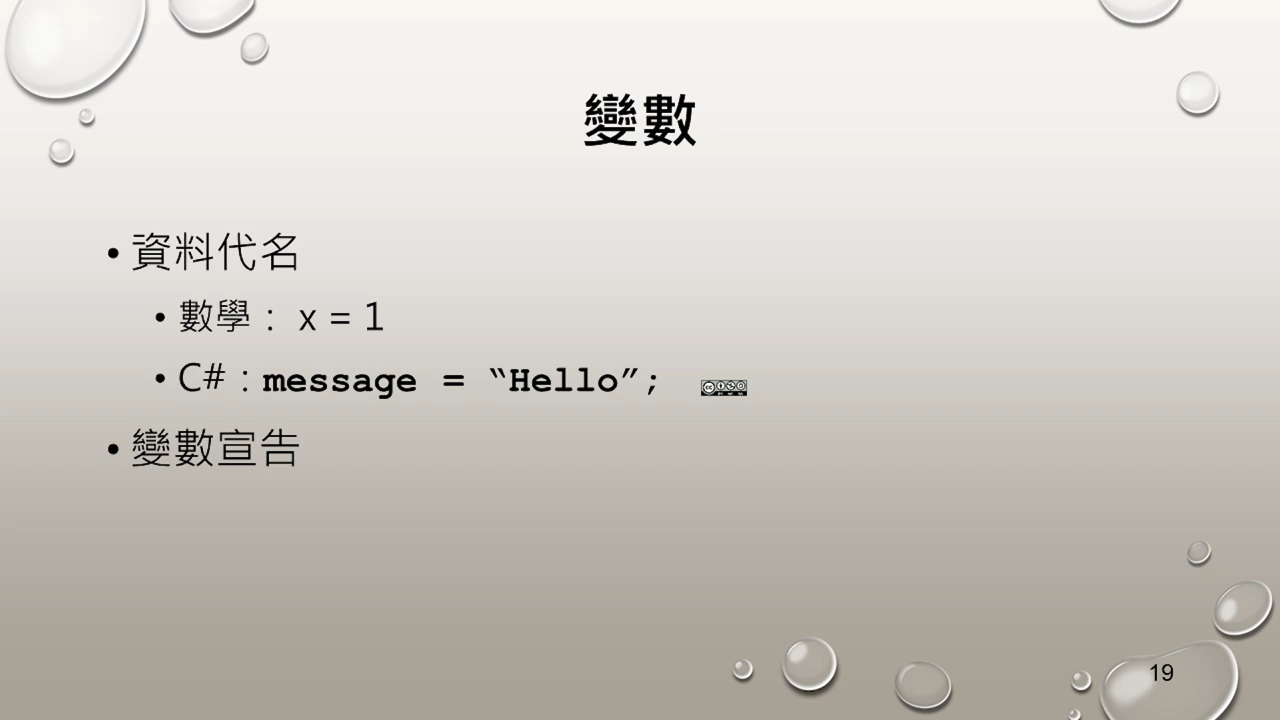 變數
• 資料代名
• 數學： x = 1
• C#：message = “Hello”;
• 變數宣告
19